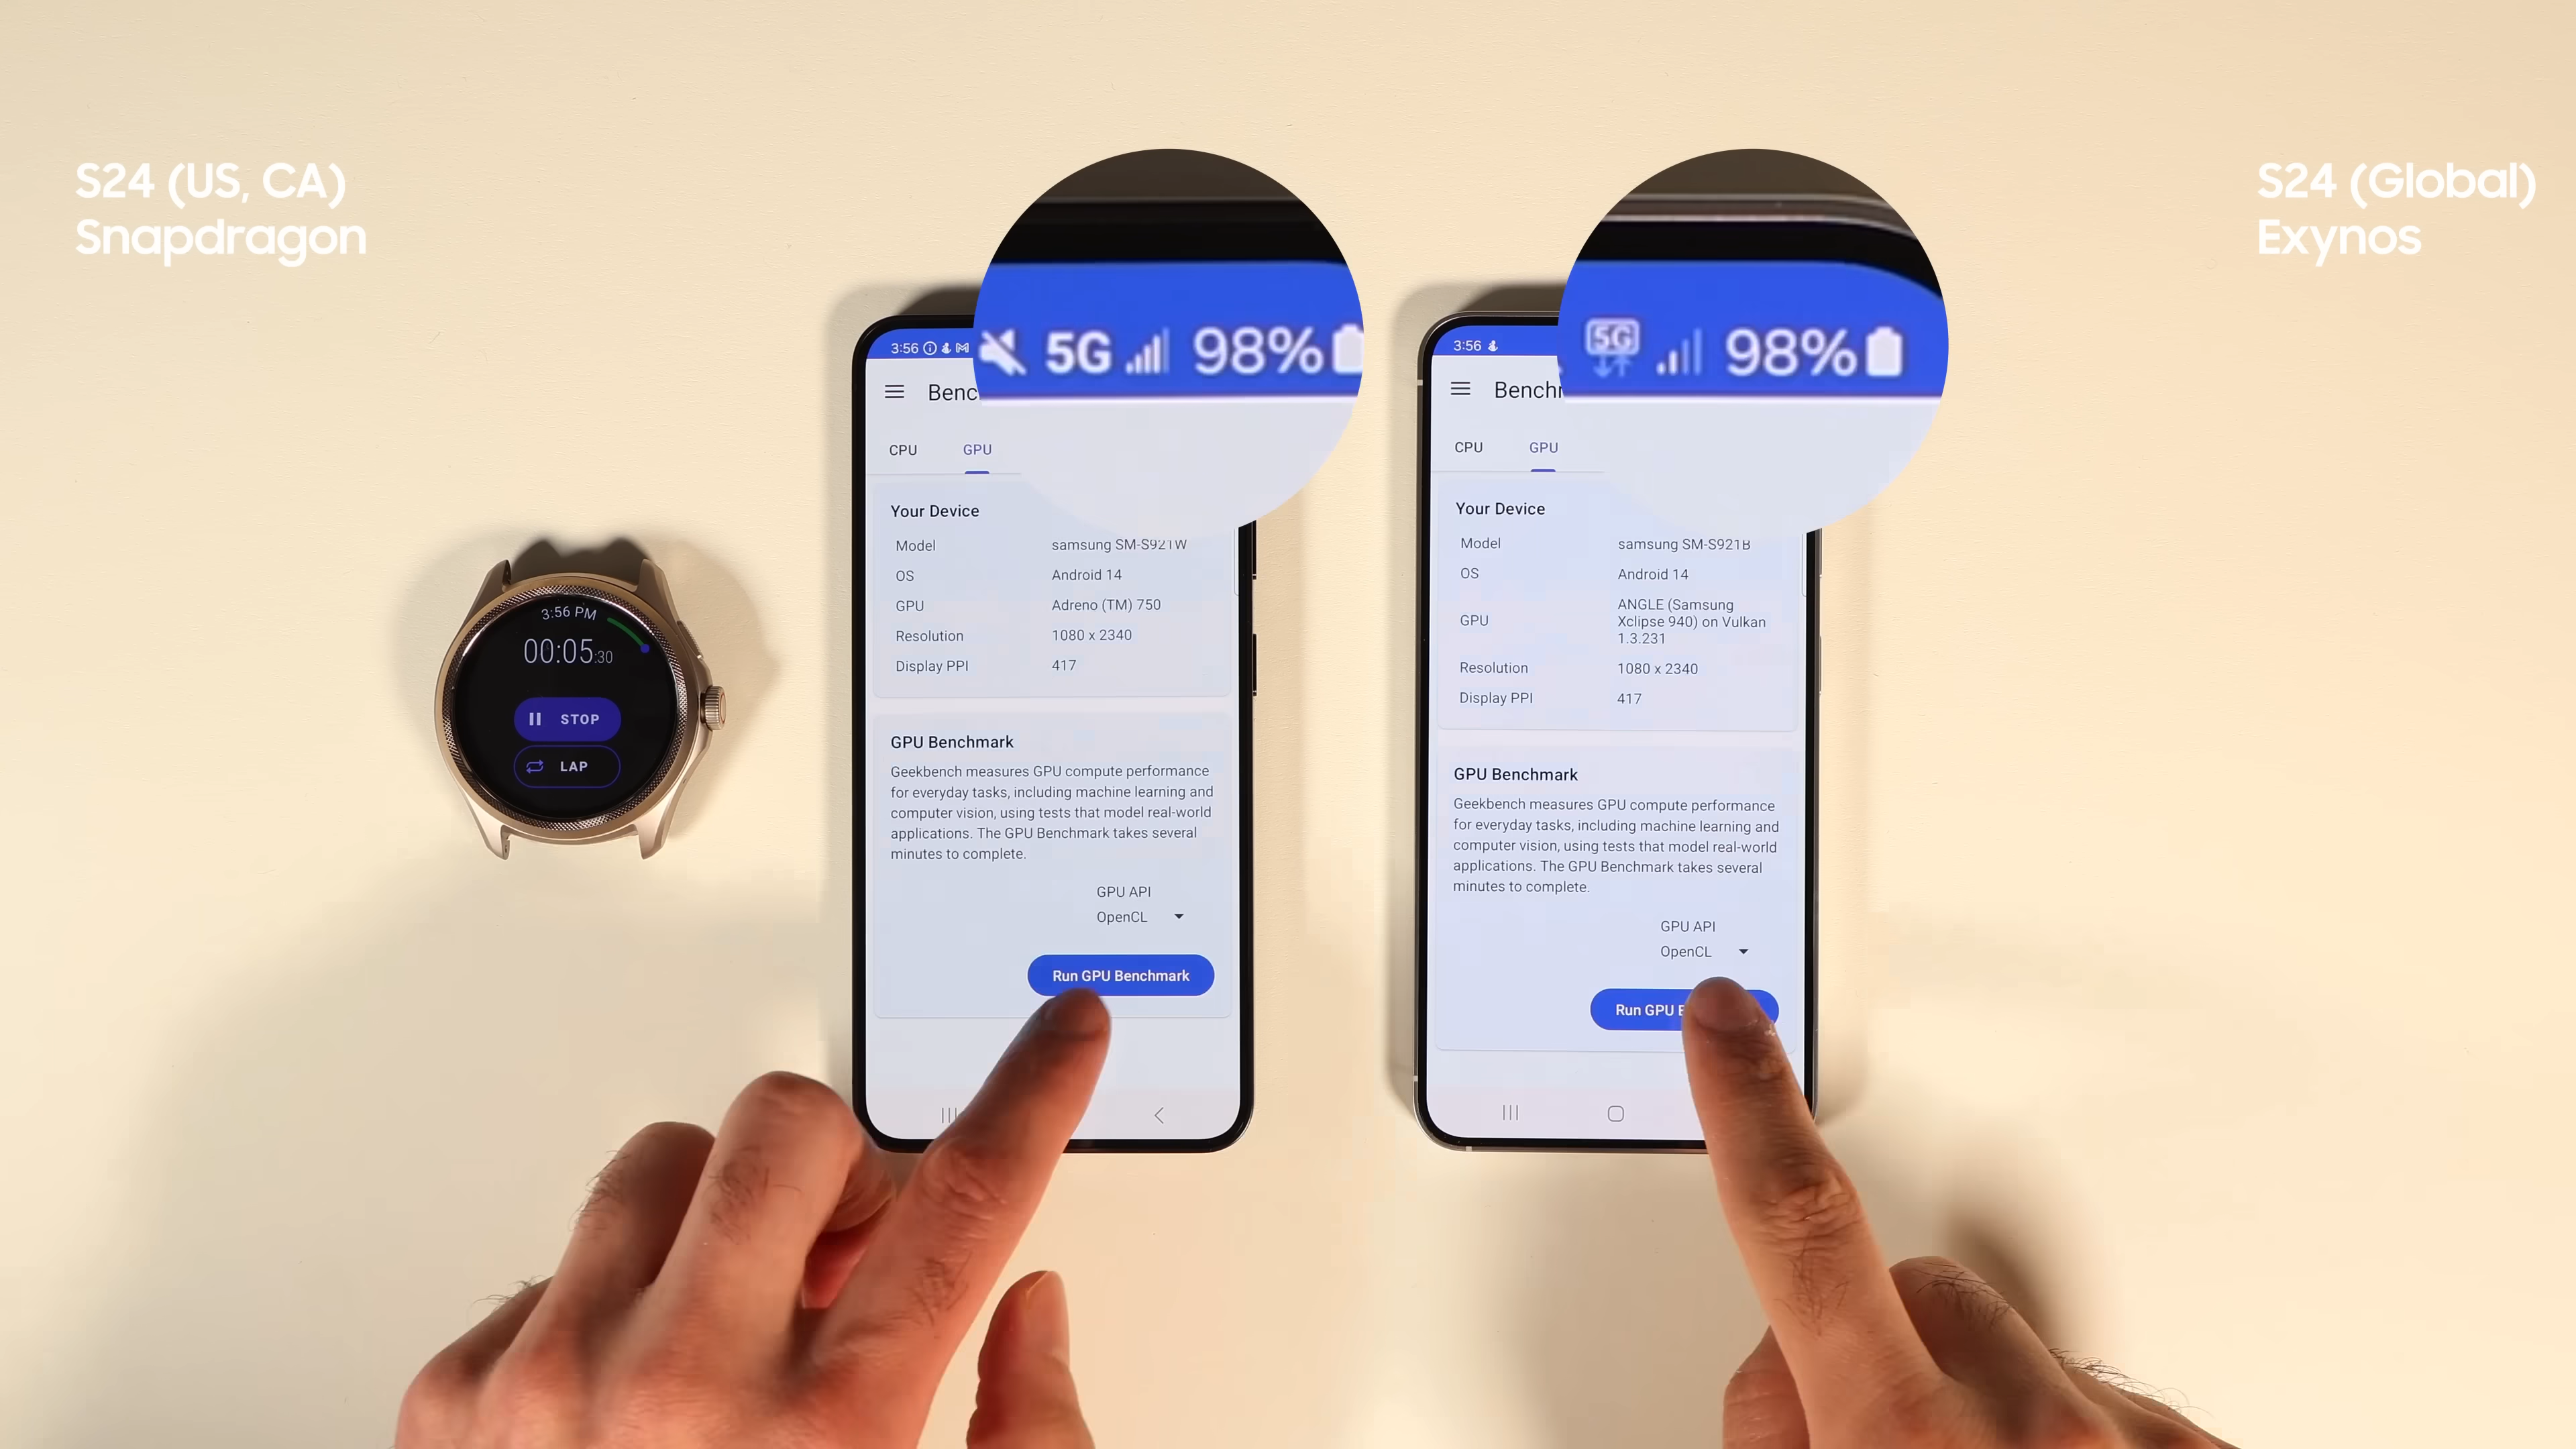 S24 (US, CA)
Snapdragon
S24 (Global)
Exynos
3:56 PM
00:05:30
STOP
LAP
3:56
5G 98%
Benc
CPU GPU
Your Device
Model samsung SM-S921W
OS Android 14
GPU Adreno (TM) 750
Resolution 1080 x 2340
Display PPI 417
GPU Benchmark
Geekbench measures GPU compute performance
for everyday tasks, including machine learning and
computer vision, using tests that model real-world
applications. The GPU Benchmark takes several
minutes to complete.
GPU API
OpenCL
Run GPU Benchmark
3:56
5G 98%
Bench
CPU GPU
Your Device
Model samsung SM-S921B
OS Android 14
GPU ANGLE (Samsung
Xclipse 940) on Vulkan
1.3.231
Resolution 1080 x 2340
Display PPI 417
GPU Benchmark
Geekbench measures GPU compute performance
for everyday tasks, including machine learning and
computer vision, using tests that model real-world
applications. The GPU Benchmark takes several
minutes to complete.
GPU API
OpenCL
Run GPU